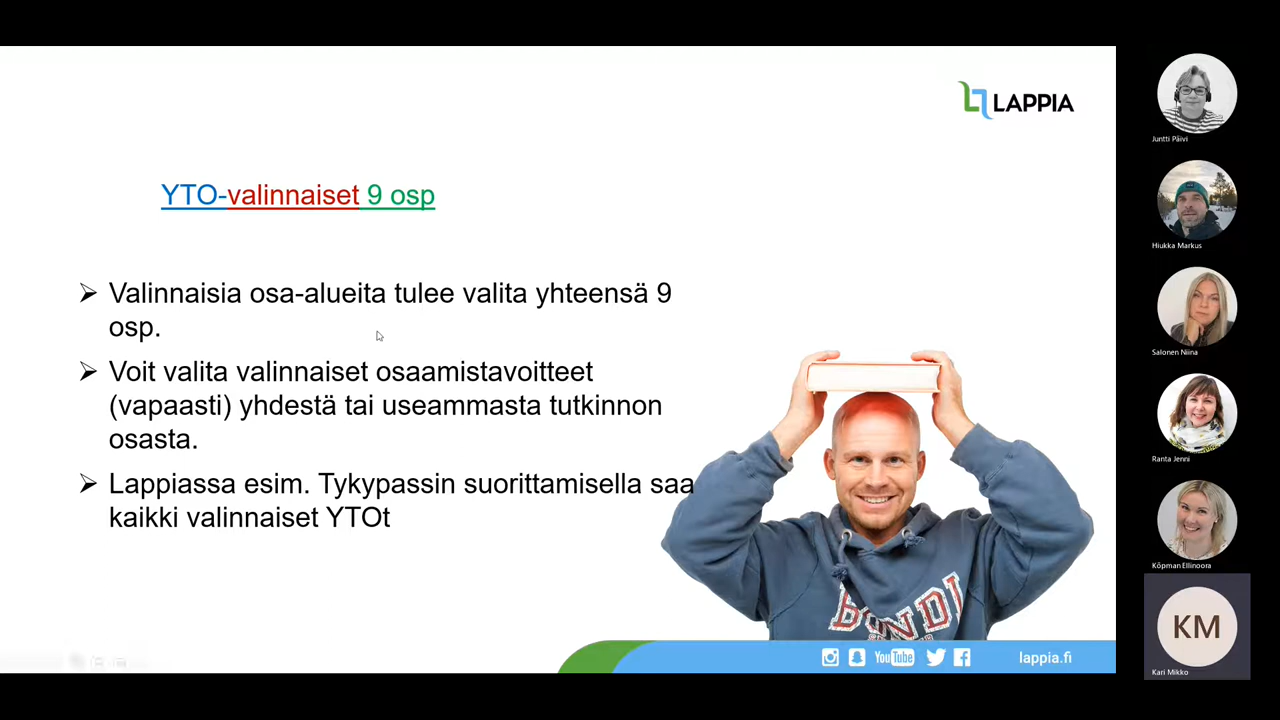 LAPPIA
YTO-valinnaiset 9 osp
➢ Valinnaisia osa-alueita tulee valita yhteensä 9
osp.
➢ Voit valita valinnaiset osaamistavoitteet
(vapaasti) yhdestä tai useammasta tutkinnon
osasta.
➢ Lappiassa esim. Tykypassin suorittamisella saa
kaikki valinnaiset YTOt
BONDI
YouTube
lappia.fi
Juntti Päivi
Hiukka Markus
Salonen Niina
Ranta Jenni
Köpman Ellinoora
KM
Kari Mikko